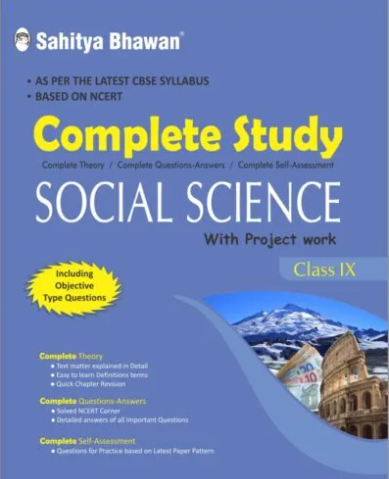 Sahitya Bhawan®
• AS PER THE LATEST CBSE SYLLABUS
• BASED ON NCERT
Complete Study
Complete Theory / Complete Questions-Answers / Complete Self-Assessment
SOCIAL SCIENCE
With Project work
Class IX
Including
Objective
Type Questions
Complete Theory
• Text matter explained in Detail
• Easy to learn Definitions terms
• Quick Chapter Revision
Complete Questions-Answers
• Solved NCERT Corner
• Detailed answers of all Important Questions
Complete Self-Assessment
• Questions for Practice based on Latest Paper Pattern